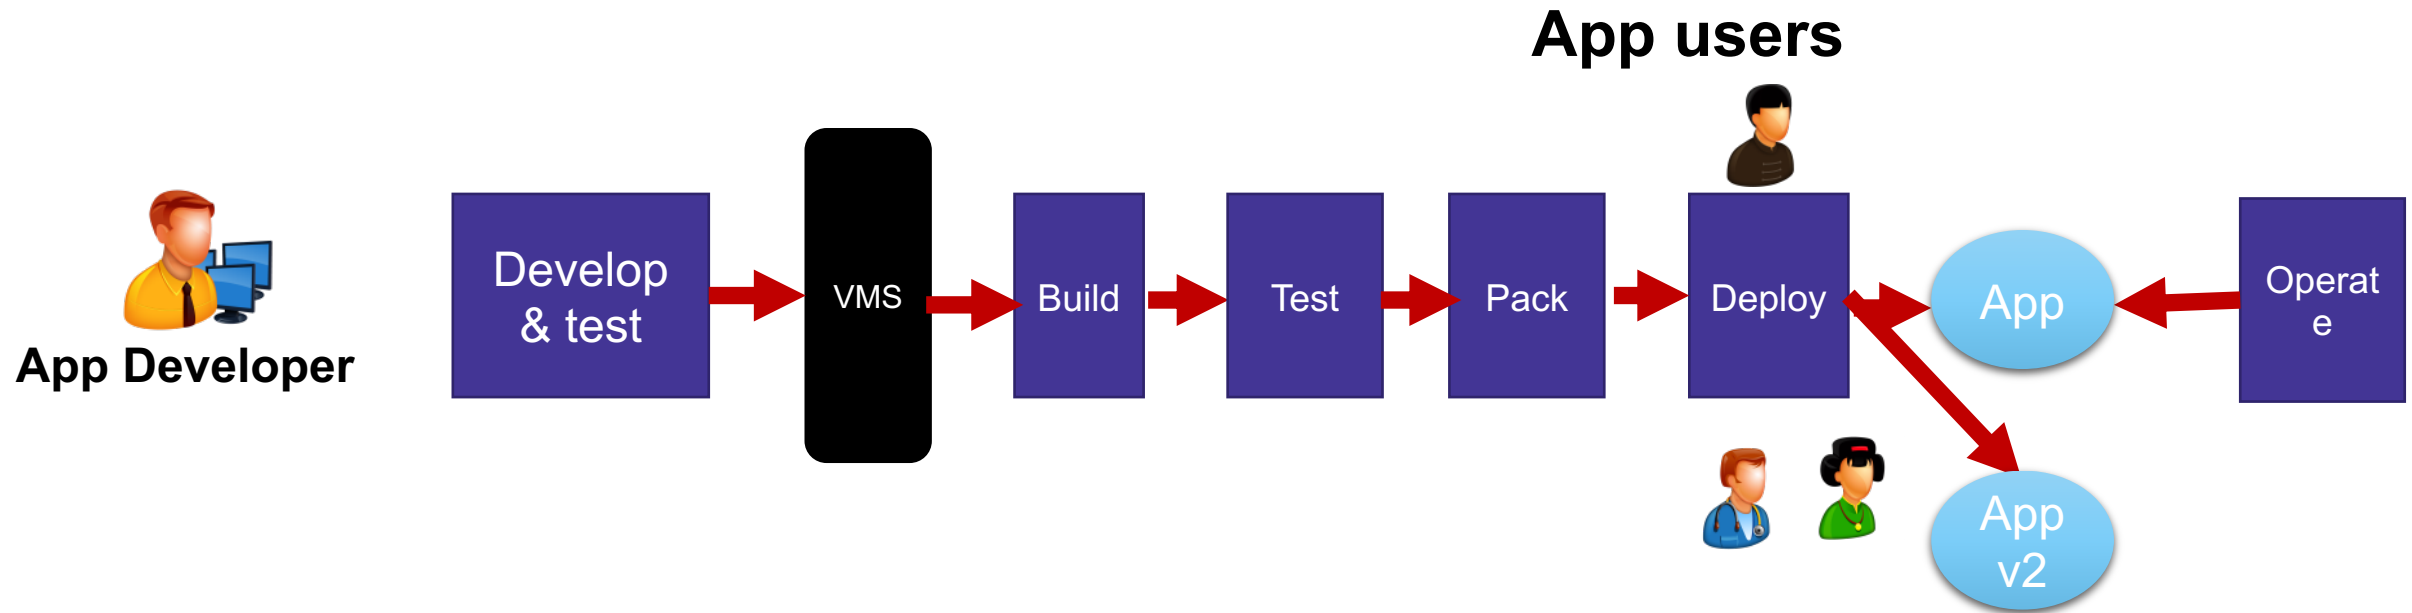 App users
App Developer
Develop
& test
VMS
Build
Test
Pack
Deploy
App
Operat
e
App
v2